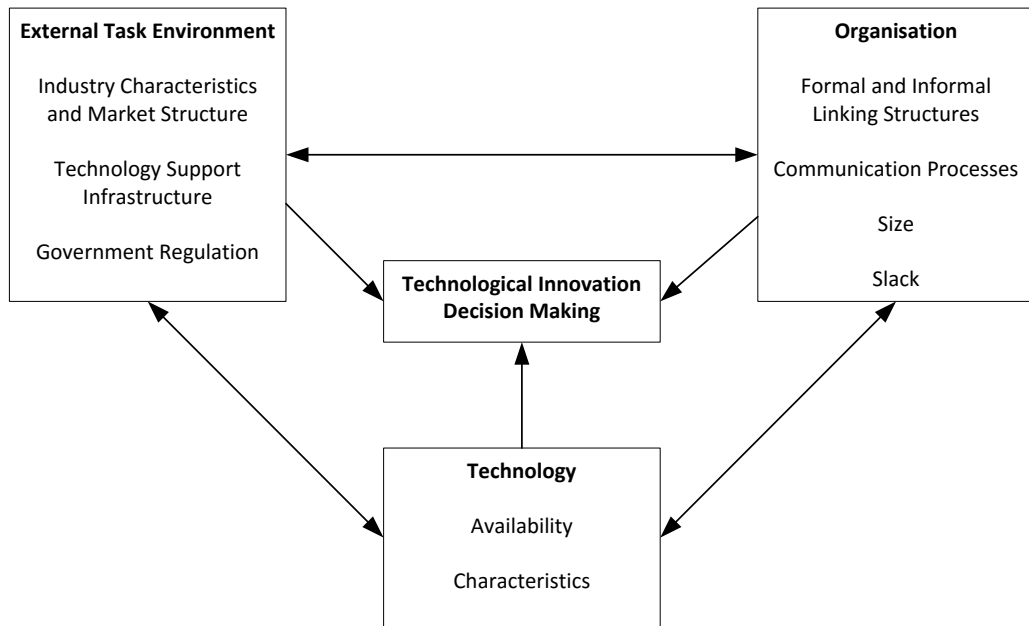 External Task Environment
Industry Characteristics
and Market Structure
Technology Support
Infrastructure
Government Regulation
Organisation
Formal and Informal
Linking Structures
Communication Processes
Size
Slack
Technological Innovation
Decision Making
Technology
Availability
Characteristics